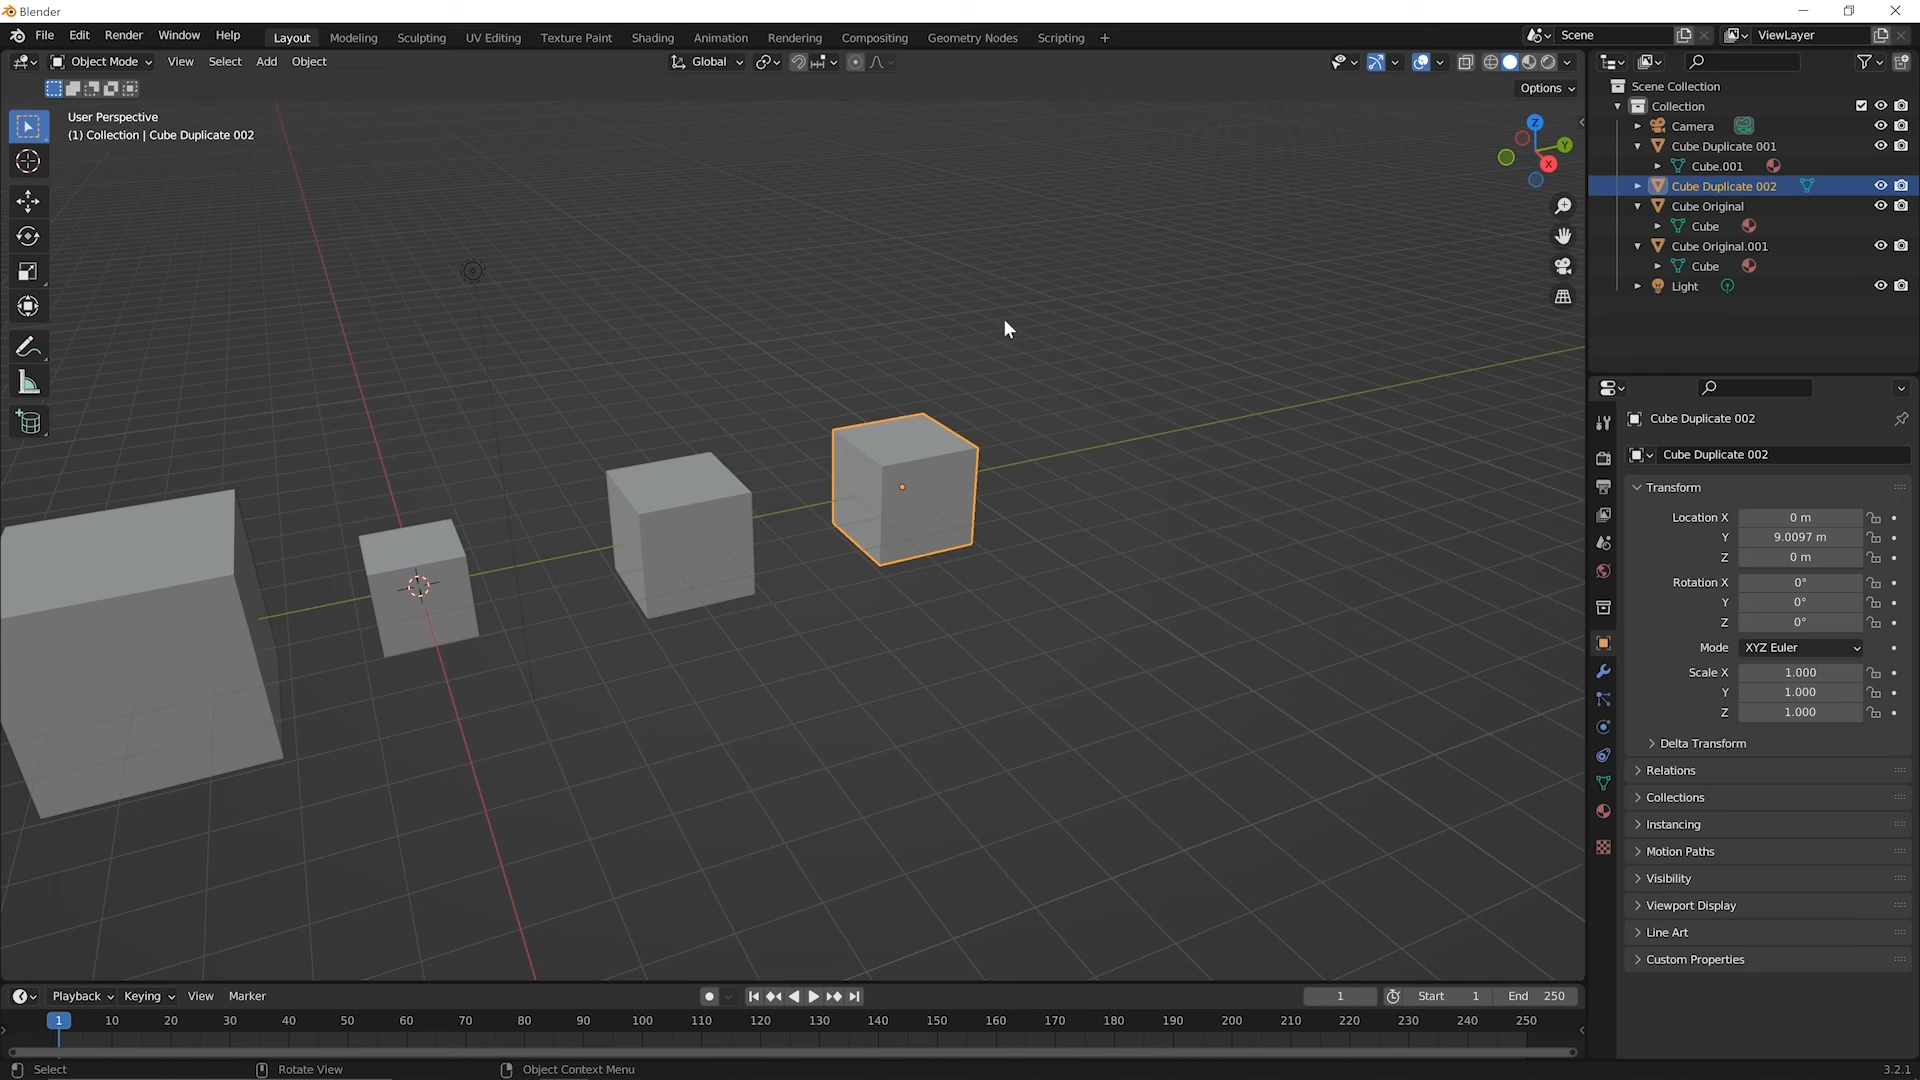 Blender
File Edit Render Window Help Layout Modeling Sculpting UV Editing Texture Paint Shading Animation Rendering Compositing Geometry Nodes Scripting + Scene ViewLayer
Object Mode View Select Add Object Global
Options
User Perspective
(1) Collection | Cube Duplicate 002
Z
Y
X
Scene Collection
Collection
Camera
Cube Duplicate 001
Cube.001
Cube Duplicate 002
Cube Original
Cube
Cube Original.001
Cube
Light
Cube Duplicate 002
Cube Duplicate 002
Transform
Location X 0 m
Y 9.0097 m
Z 0 m
Rotation X 0°
Y 0°
Z 0°
Mode XYZ Euler
Scale X 1.000
Y 1.000
Z 1.000
Delta Transform
Relations
Collections
Instancing
Motion Paths
Visibility
Viewport Display
Line Art
Custom Properties
Playback Keying View Marker 1 Start 1 End 250
1 10 20 30 40 50 60 70 80 90 100 110 120 130 140 150 160 170 180 190 200 210 220 230 240 250
Select Rotate View Object Context Menu 3.2.1